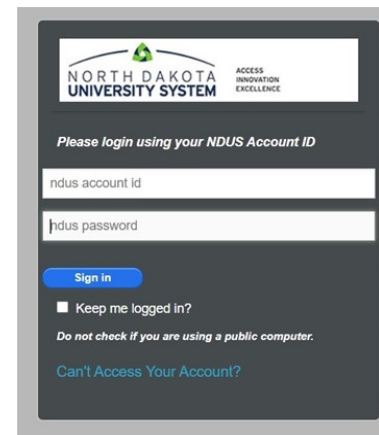 NORTH DAKOTA
UNIVERSITY SYSTEM
ACCESS
INNOVATION
EXCELLENCE
Please login using your NDUS Account ID
ndus account id
ndus password
Sign in
Keep me logged in?
Do not check if you are using a public computer.
Can't Access Your Account?